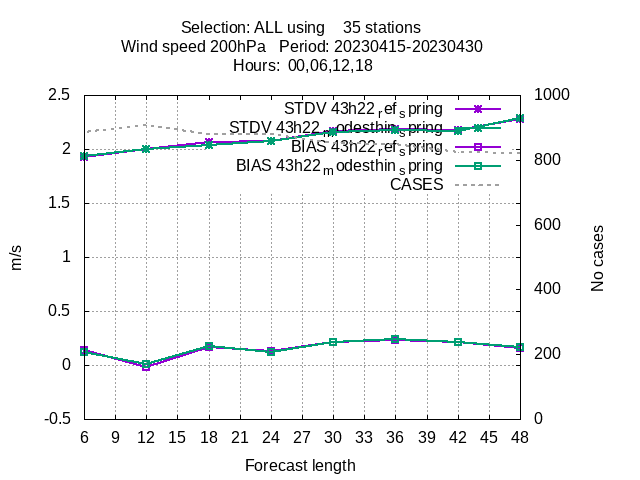 Selection: ALL using    35 stations
Wind speed 200hPa   Period: 20230415-20230430
Hours:  00,06,12,18
STDV 43h22_ref_spring
STDV 43h22_modesthin_spring
BIAS 43h22_ref_spring
BIAS 43h22_modesthin_spring
CASES
2.5
2
1.5
1
0.5
0
-0.5
m/s
1000
800
600
400
200
0
No cases
6 9 12 15 18 21 24 27 30 33 36 39 42 45 48
Forecast length